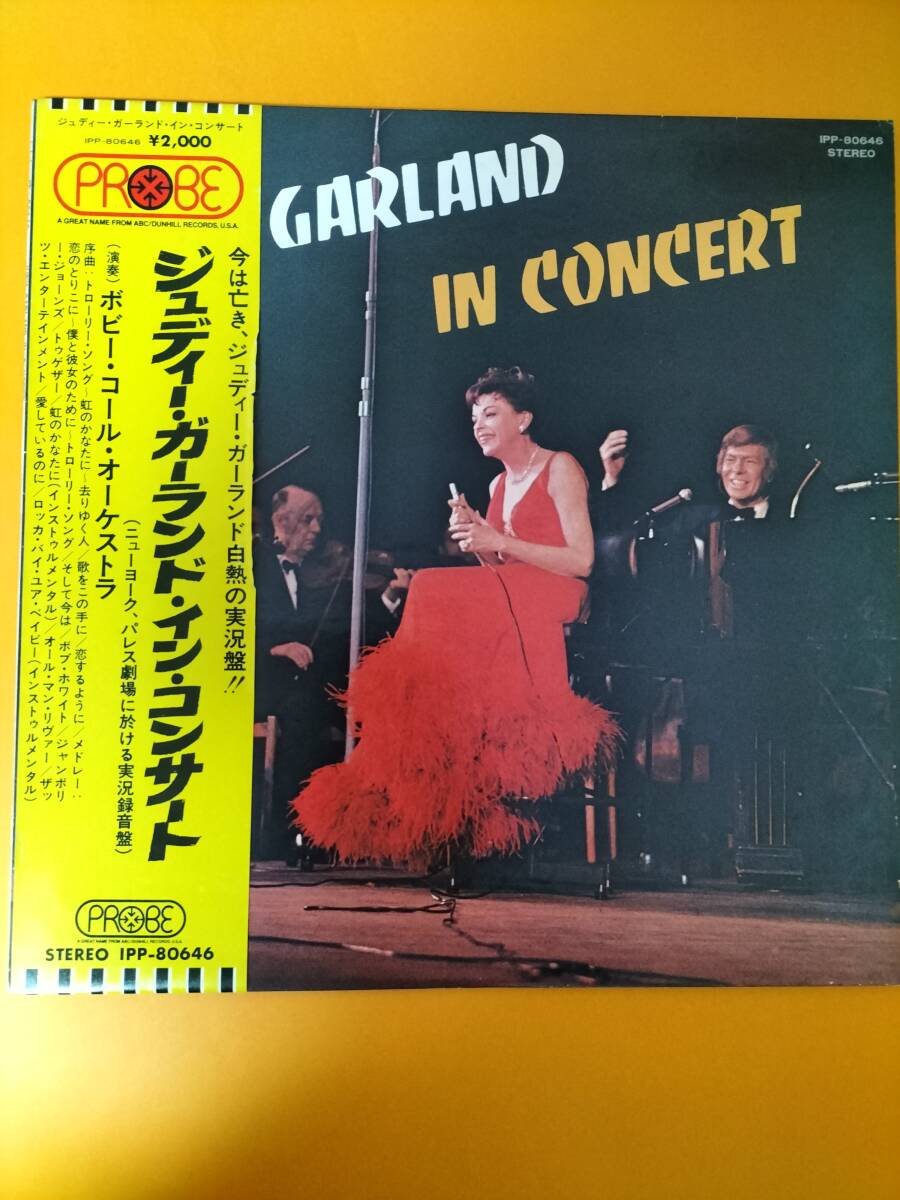 ジュディー・ガーランド・イン・コンサート
IPP-80646 ¥2,000
PROBE
A GREAT NAME FROM ABC/DUNHILL RECORDS, U.S.A.
今は亡き、ジュディー・ガーランド白熱の実況盤!!
ジュディー・ガーランド・イン・コンサート
(ニューヨーク、パレス劇場に於ける実況録音盤)
(演奏)ボビー・コール・オーケストラ
序曲:トローリー・ソング~虹のかなたに~去りゆく人/歌をこの手に/恋するように/メドレー:
恋のとりこに~僕と彼女のために~トローリー・ソング/そして今は/ボブ・ホワイト/ジャンボリ
ー・ジョーンズ/トゥゲザー/虹のかなたに(インストゥルメンタル)/オール・マン・リヴァー/ザッ
ツ・エンターテインメント/愛しているのに/ロッカ・バイ・ユア・ベイビー(インストゥルメンタル)
PROBE
A GREAT NAME FROM ABC/DUNHILL RECORDS, U.S.A.
STEREO IPP-80646
GARLAND
IN CONCERT
IPP-80646
STEREO